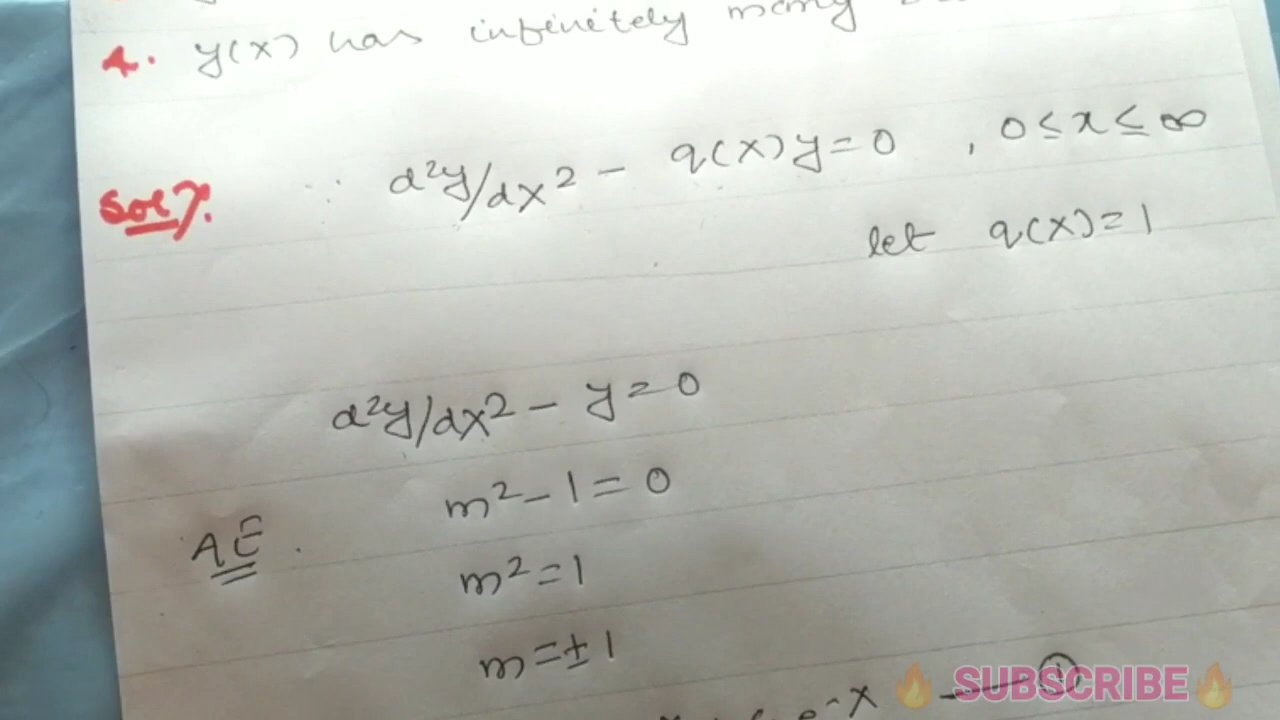 4. y(x) has infinitely many
Sol⁄.
∵ d²y/dx² - q(x)y=0 , 0≤x≤∞
let q(x)=1
d²y/dx² - y=0
m²-1=0
AE.
m²=1
m=±1
e^-x — ①
🔥 SUBSCRIBE 🔥